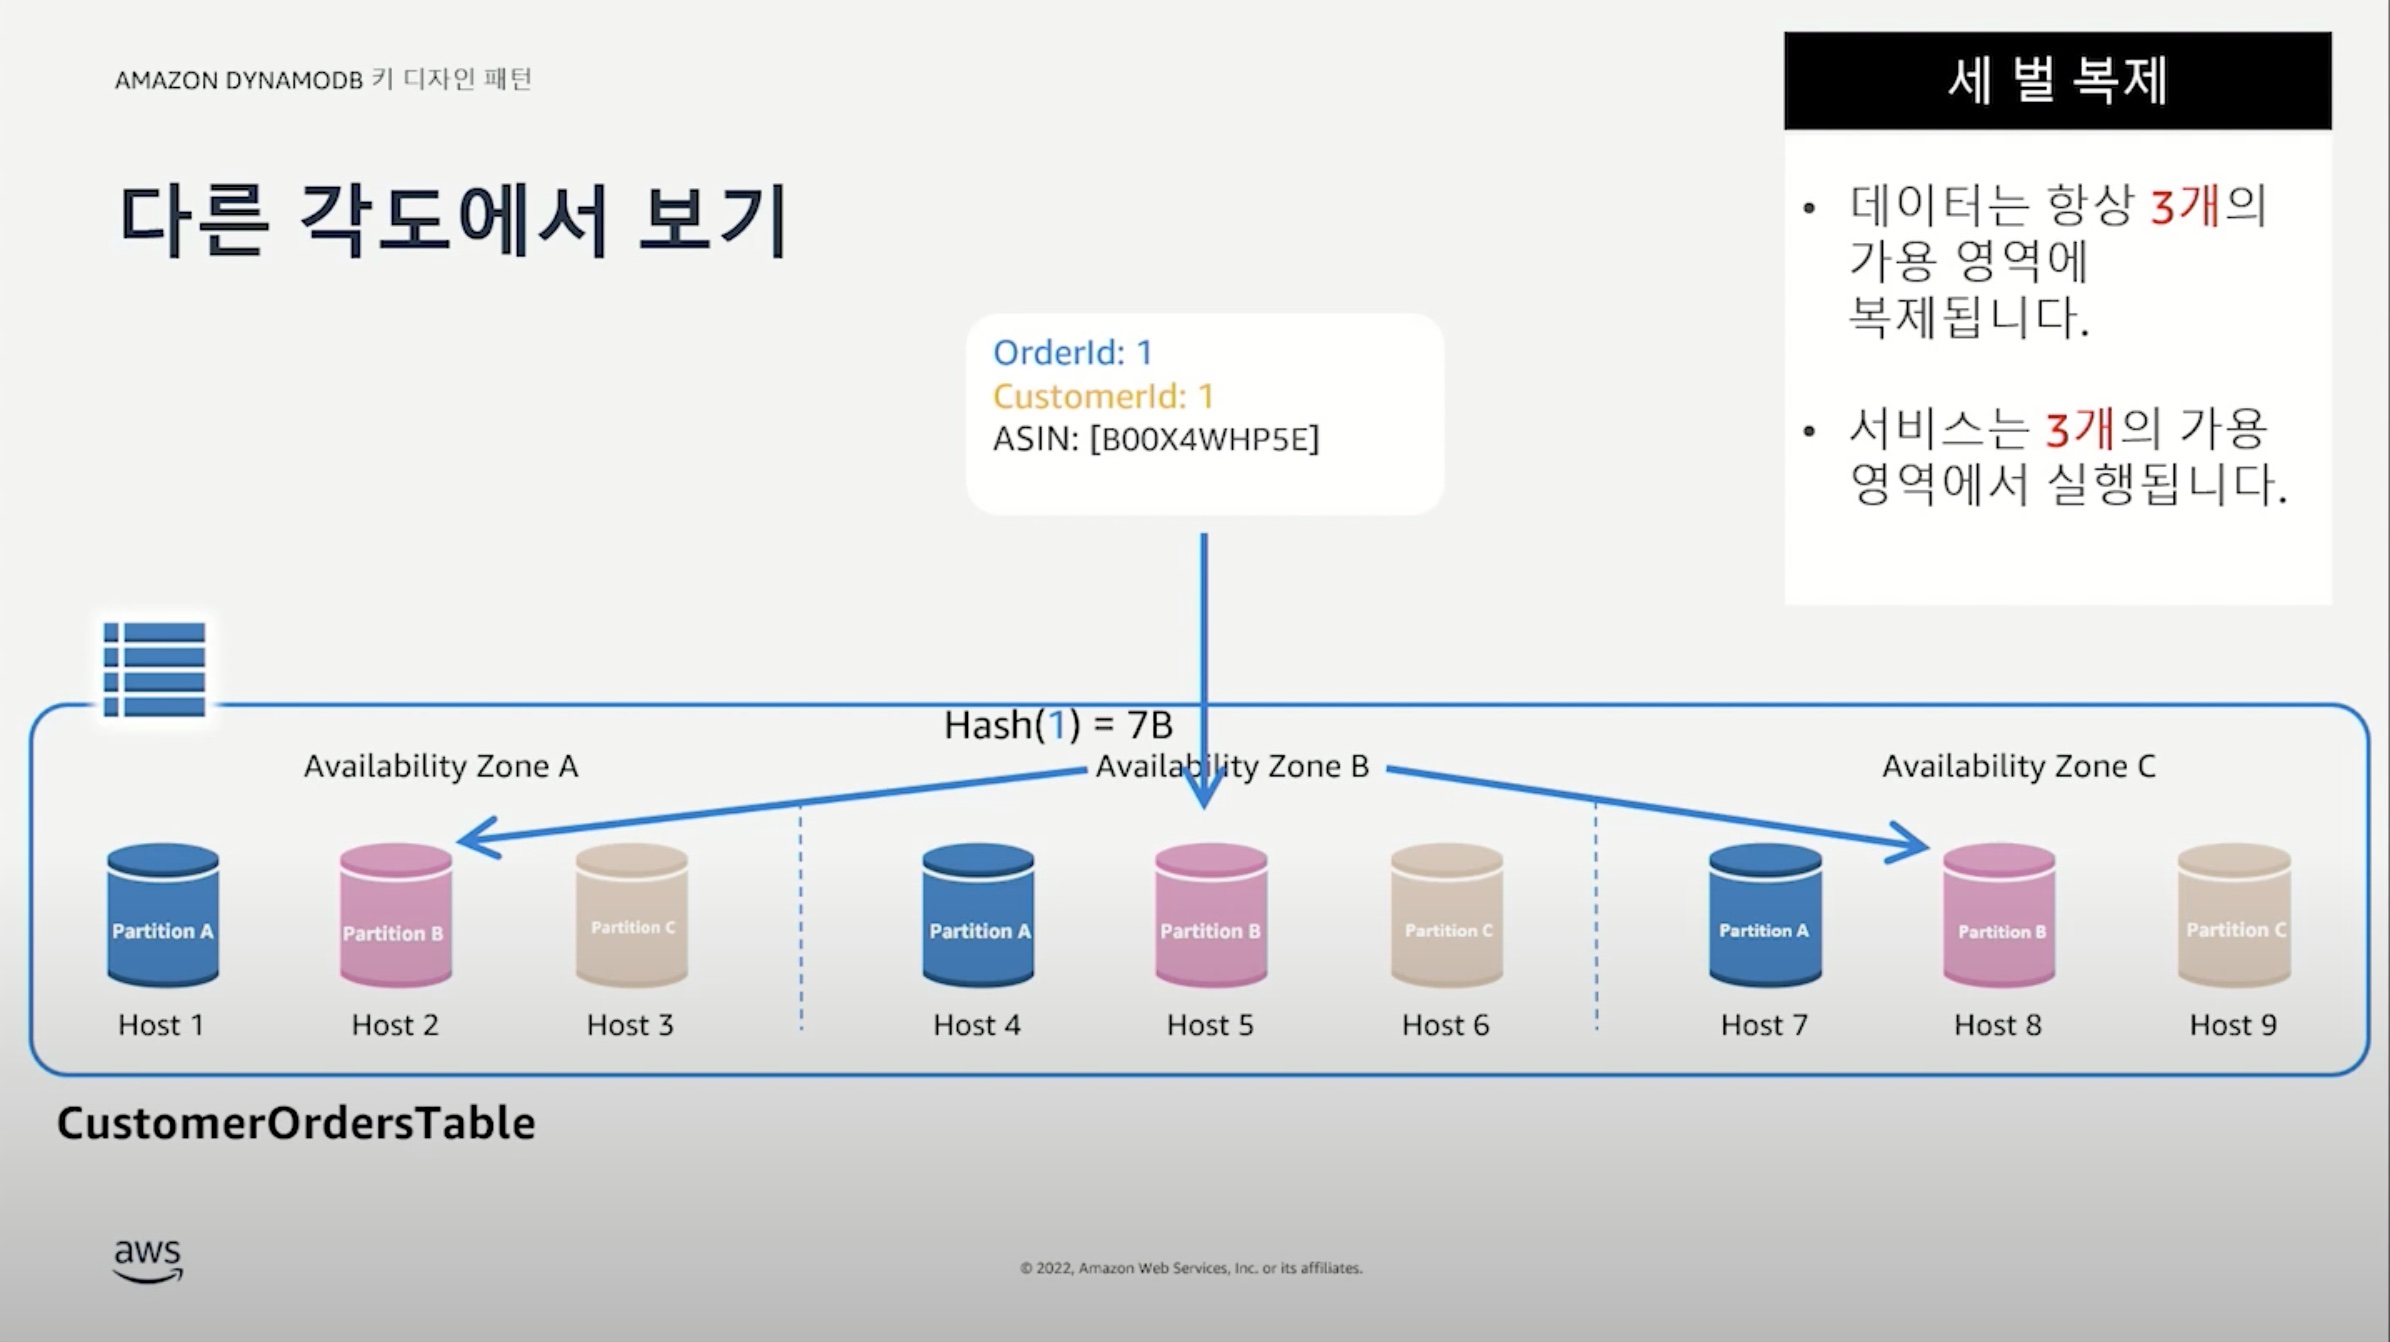 AMAZON DYNAMODB 키 디자인 패턴
다른 각도에서 보기
세 벌 복제
• 데이터는 항상 3개의
가용 영역에
복제됩니다.
• 서비스는 3개의 가용
영역에서 실행됩니다.
OrderId: 1
CustomerId: 1
ASIN: [B00X4WHP5E]
Hash(1) = 7B
Availability Zone A
Availability Zone B
Availability Zone C
Partition A
Partition B
Partition C
Partition A
Partition B
Partition C
Partition A
Partition B
Partition C
Host 1
Host 2
Host 3
Host 4
Host 5
Host 6
Host 7
Host 8
Host 9
CustomerOrdersTable
aws
© 2022, Amazon Web Services, Inc. or its affiliates.